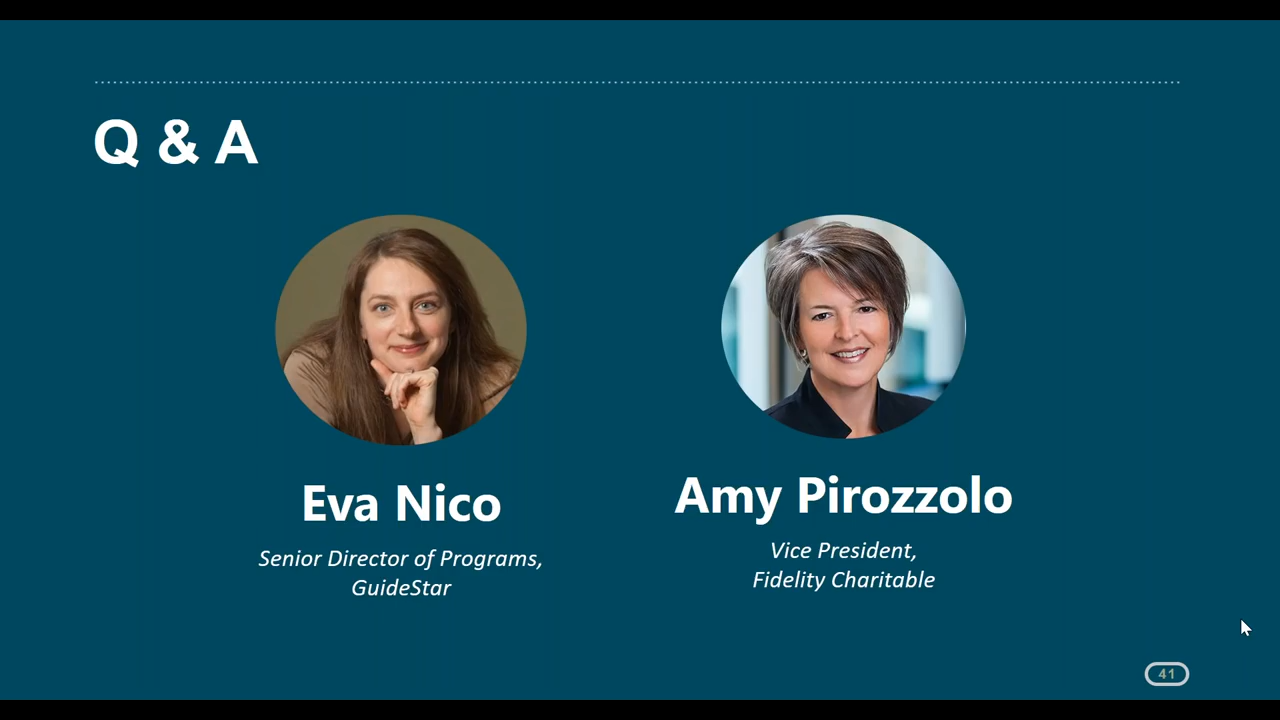 Q & A
Eva Nico
Senior Director of Programs,
GuideStar
Amy Pirozzolo
Vice President,
Fidelity Charitable
41